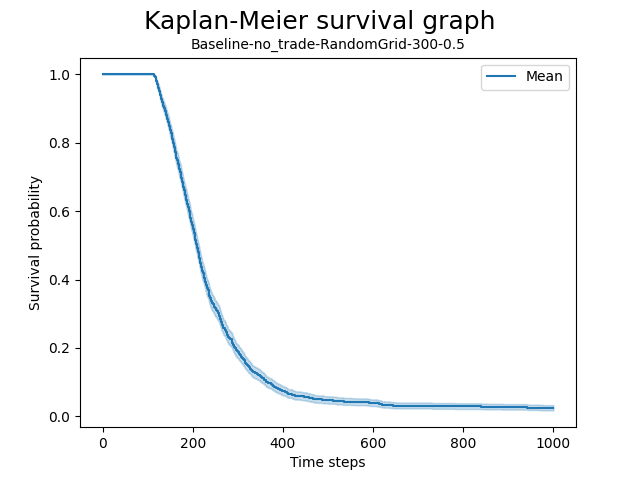 Kaplan-Meier survival graph
Baseline-no_trade-RandomGrid-300-0.5
Mean
Survival probability
1.0
0.8
0.6
0.4
0.2
0.0
0 200 400 600 800 1000
Time steps